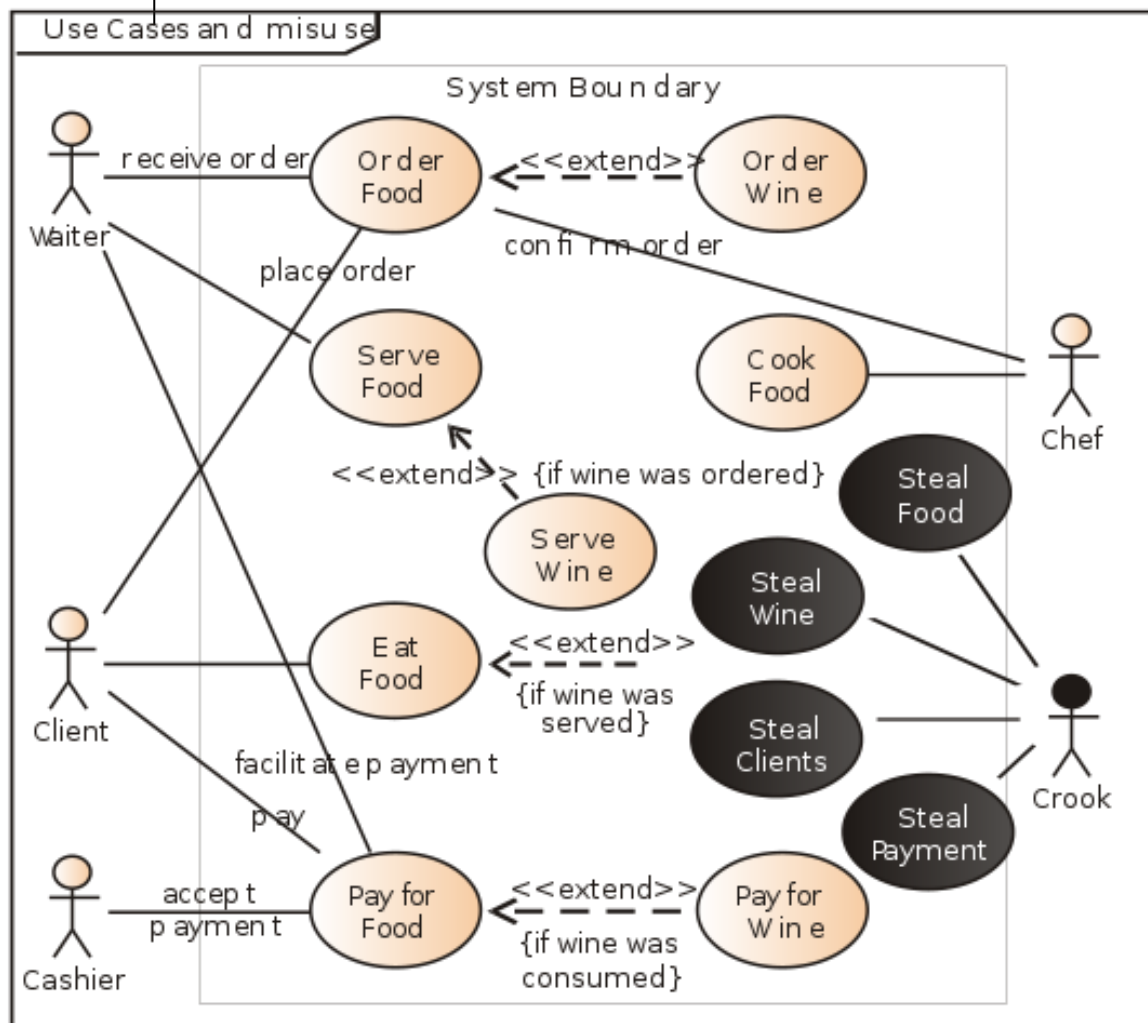 Use Cases and misuse
System Boundary
receive order
Order
Food
<<extend>>
Order
Wine
Waiter
confirm order
place order
Serve
Food
Cook
Food
Chef
<<extend>> {if wine was ordered}
Steal
Food
Serve
Wine
Steal
Wine
Eat
Food
<<extend>>
{if wine was
served}
Client
Steal
Clients
facilitate payment
pay
Crook
Steal
Payment
accept
payment
Pay for
Food
<<extend>>
{if wine was
consumed}
Pay for
Wine
Cashier